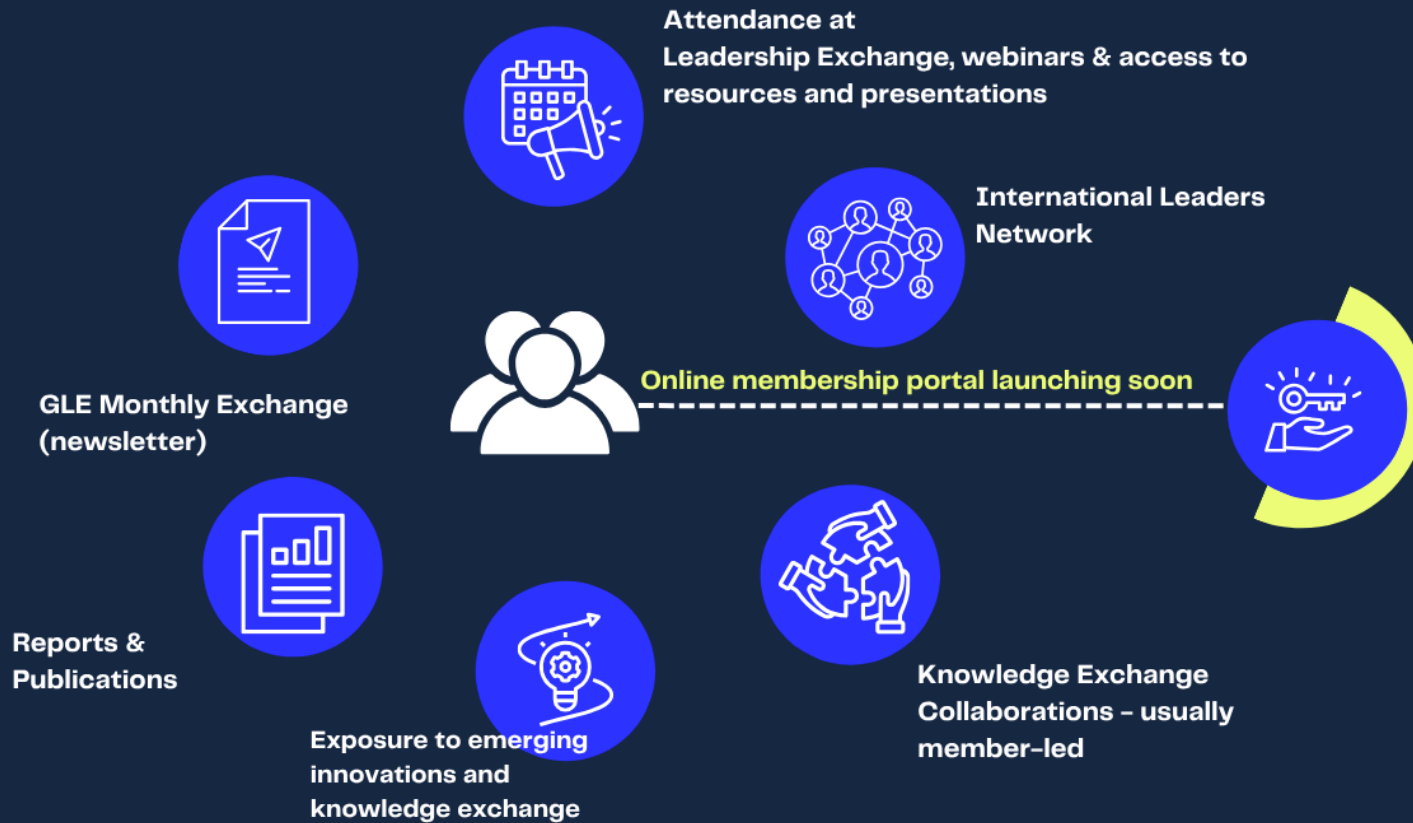 Attendance at
Leadership Exchange, webinars & access to
resources and presentations
International Leaders
Network
Online membership portal launching soon
GLE Monthly Exchange
(newsletter)
Reports &
Publications
Knowledge Exchange
Collaborations - usually
member-led
Exposure to emerging
innovations and
knowledge exchange